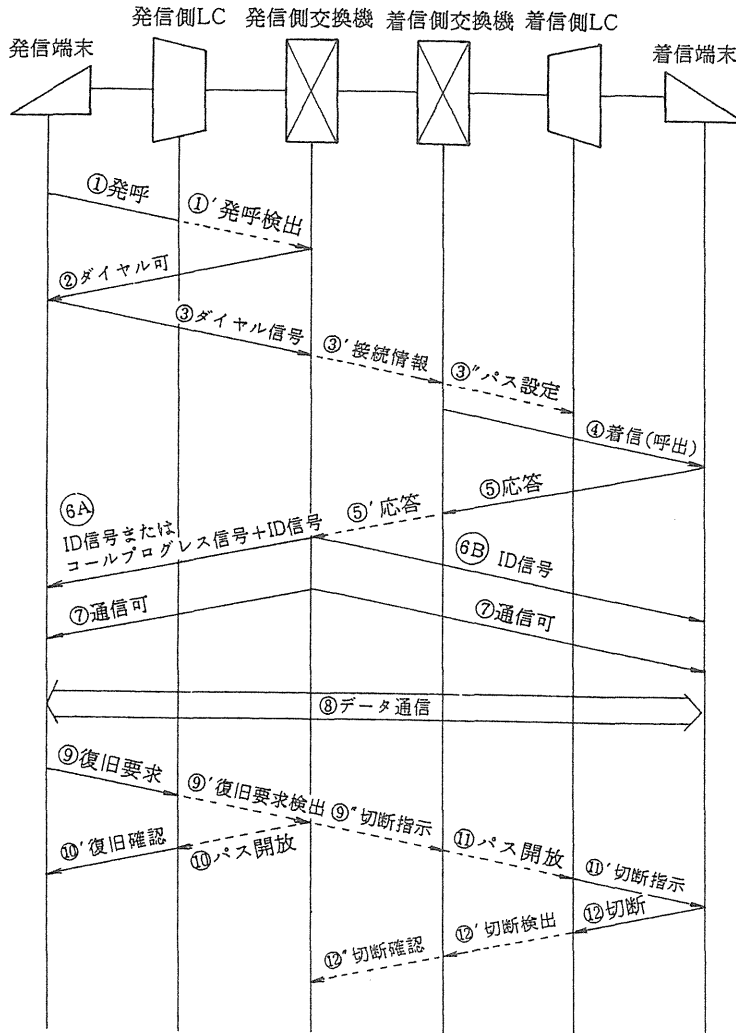 発信側LC 発信側交換機 着信側交換機 着信側LC
発信端末 着信端末
①発呼
①′発呼検出
②ダイヤル可
③ダイヤル信号
③′接続情報
③″パス設定
④着信(呼出)
⑤応答
⑤′応答
6A
ID信号または
コールプログレス信号+ID信号
6B ID信号
⑦通信可
⑦通信可
⑧データ通信
⑨復旧要求
⑨′復旧要求検出
⑨″切断指示
⑩パス開放
⑩′復旧確認
⑪パス開放
⑪′切断指示
⑫切断
⑫′切断検出
⑫″切断確認